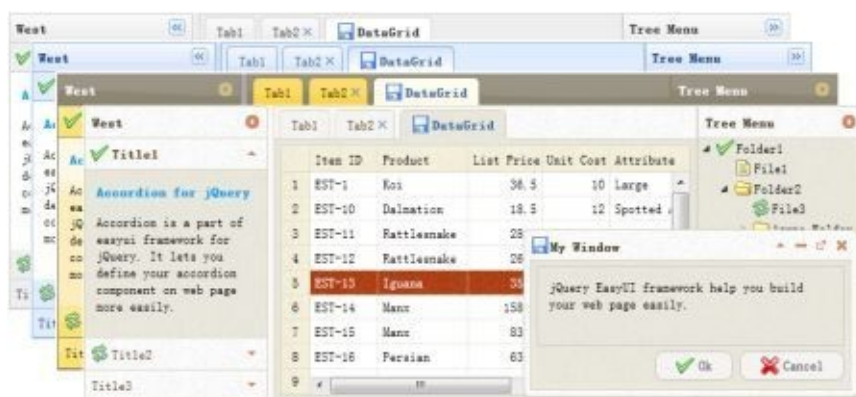 West
Tab1 Tab2 DataGrid
Tree Menu
West
Tab1 Tab2 DataGrid
Tree Menu
West
Tab1 Tab2 DataGrid
Tree Menu
West
Title1
Accordion for jQuery
Accordion is a part of
easyui framework for
jQuery. It lets you
define your accordion
component on web page
more easily.
Title2
Title3
Tab1 Tab2 DataGrid
Item ID Product List Price Unit Cost Attribute
1 EST-1 Koi 36.5 10 Large
2 EST-10 Dalmation 18.5 12 Spotted
3 EST-11 Rattlesnake 28
4 EST-12 Rattlesnake 26
5 EST-13 Iguana 35
6 EST-14 Manx 158
7 EST-15 Manx 83
8 EST-16 Persian 63
9
Tree Menu
Folder1
File1
Folder2
File3
My Window
jQuery EasyUI framework help you build
your web page easily.
Ok Cancel